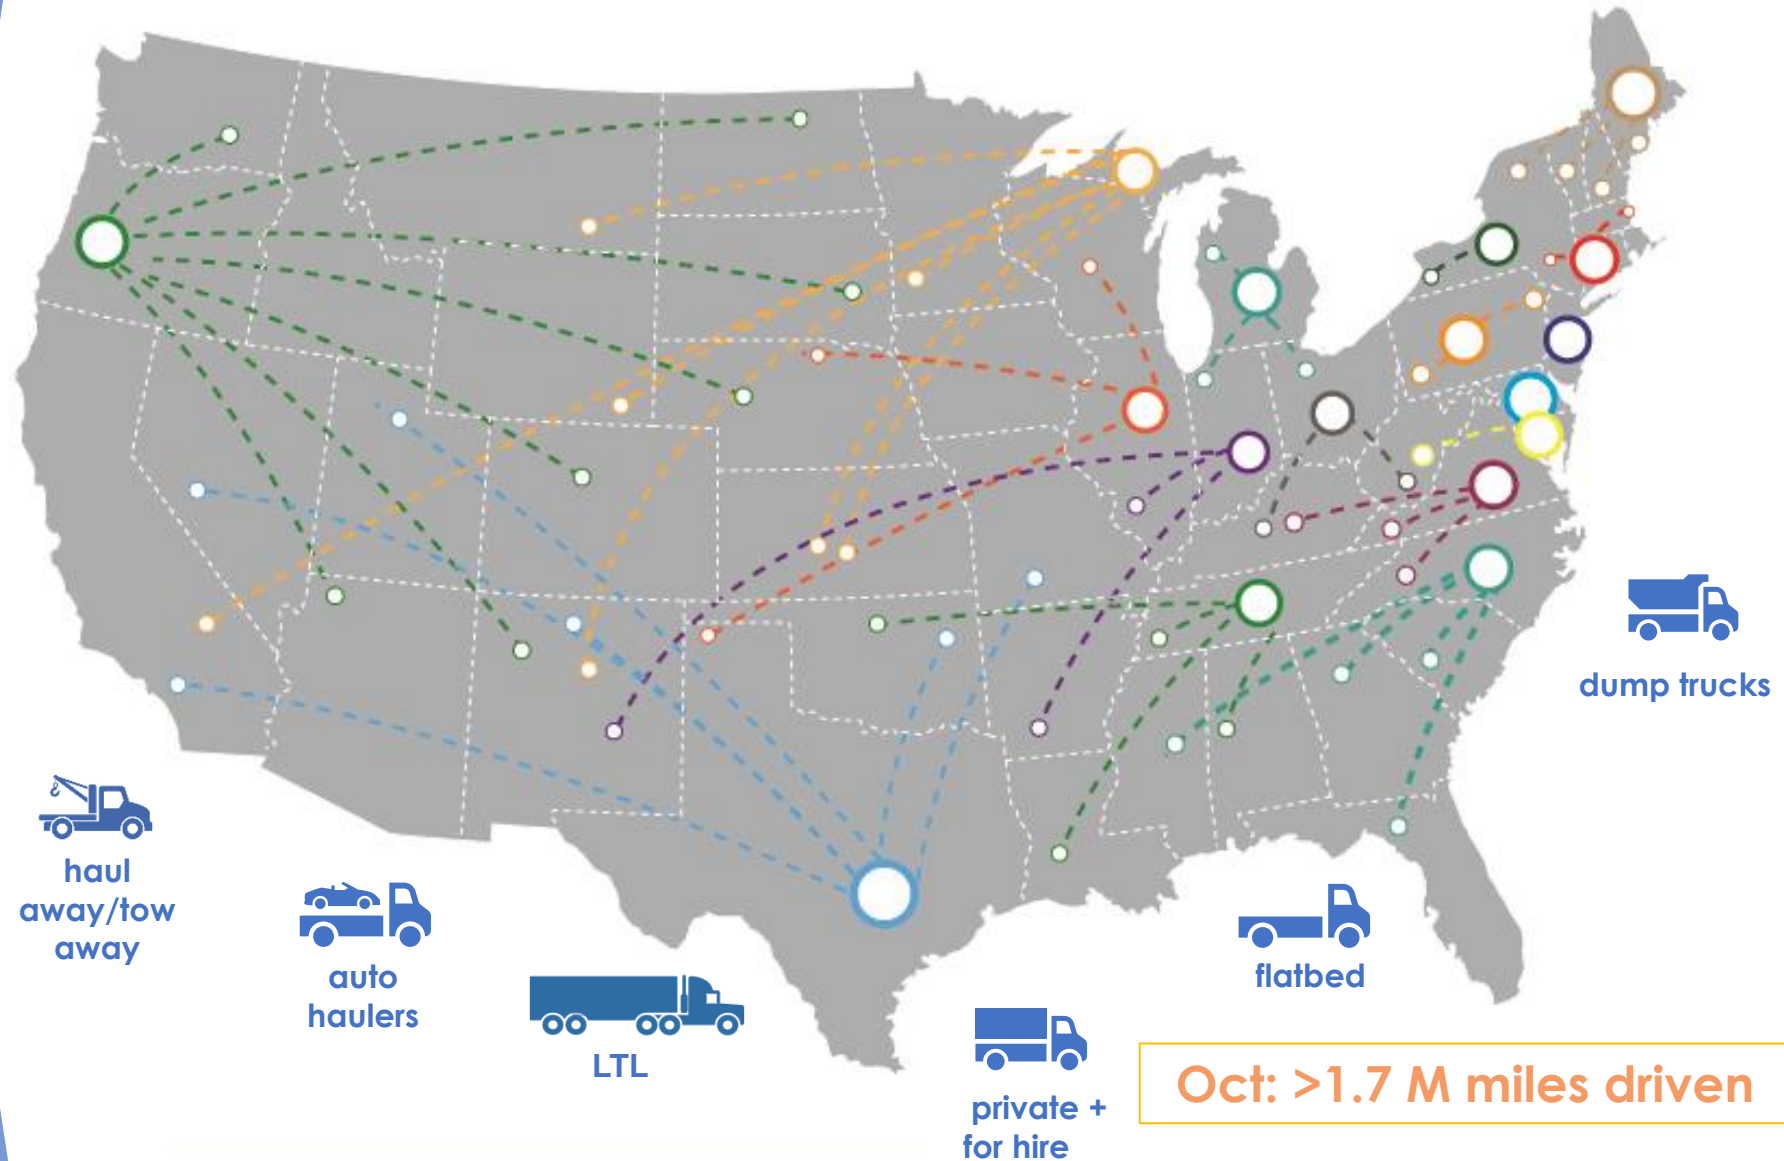 dump trucks
haul
away/tow
away
auto
haulers
LTL
flatbed
private +
for hire
Oct: >1.7 M miles driven